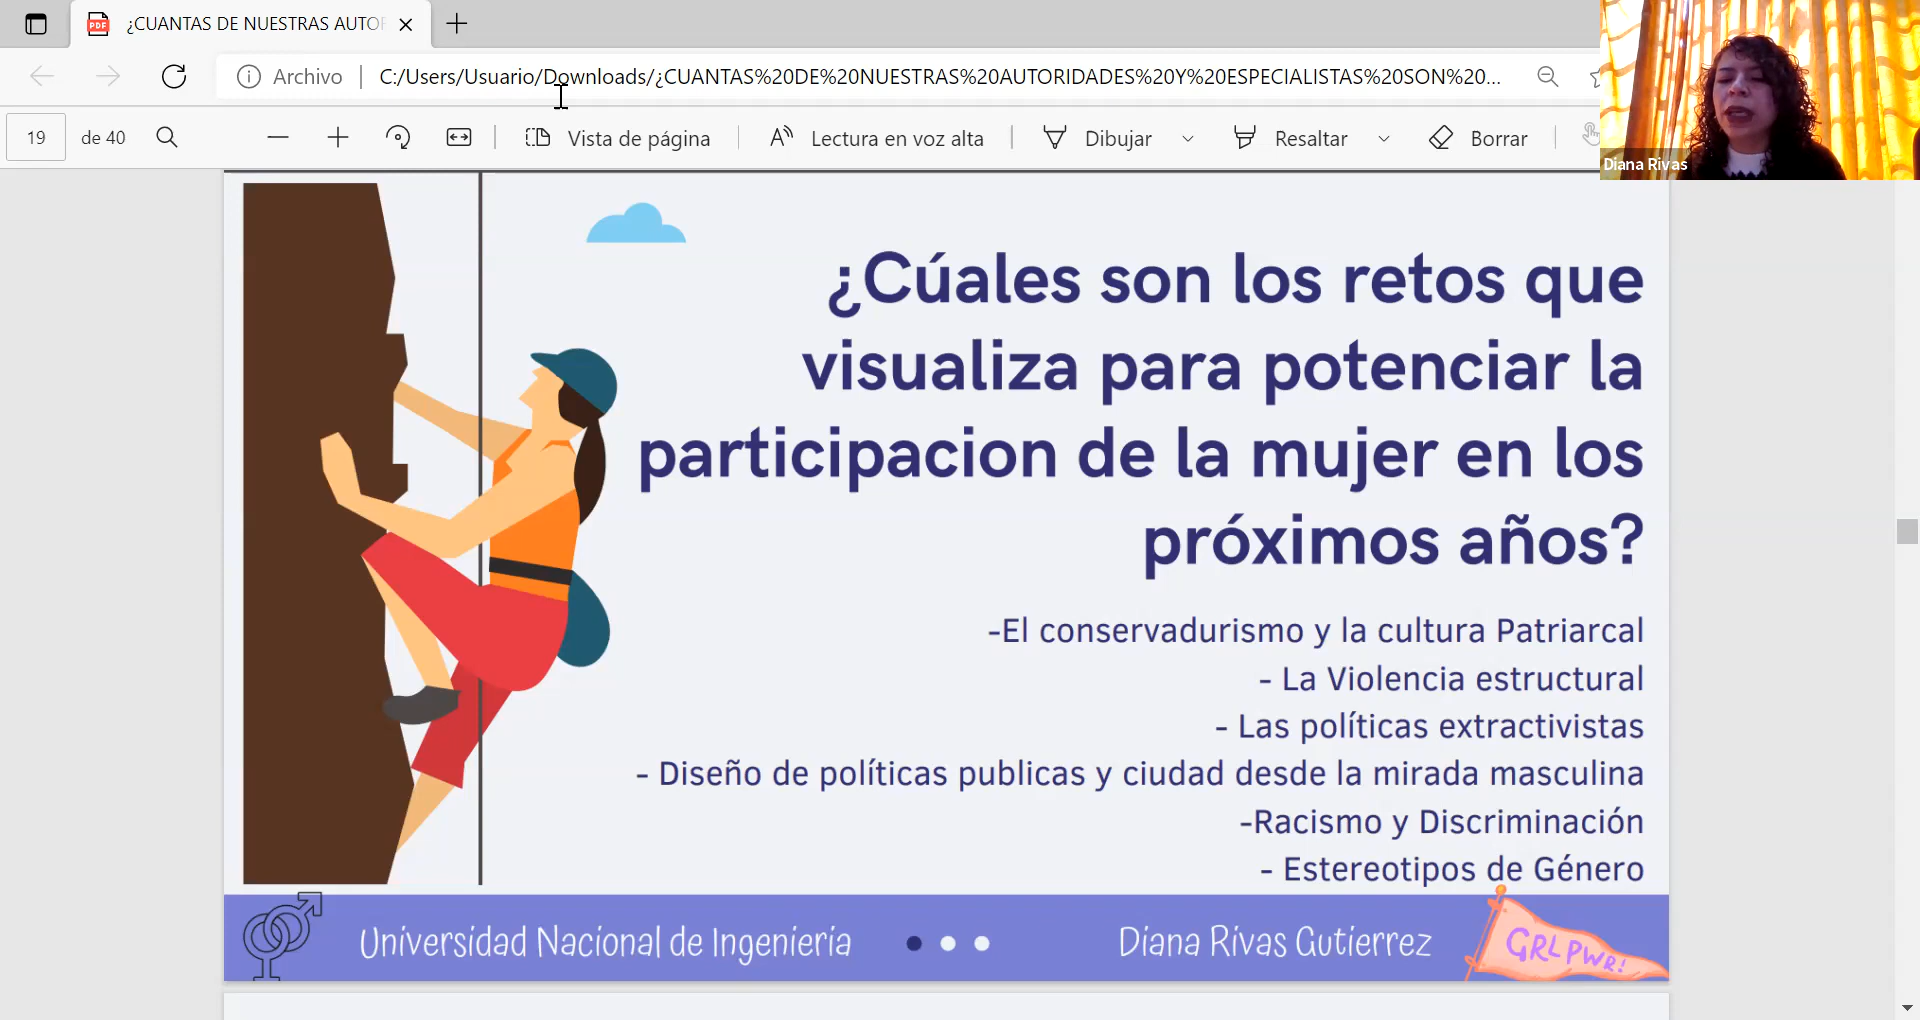 ¿CUANTAS DE NUESTRAS AUTOR
Archivo
C:/Users/Usuario/Downloads/¿CUANTAS%20DE%20NUESTRAS%20AUTORIDADES%20Y%20ESPECIALISTAS%20SON%20...
19 de 40
Vista de página
Lectura en voz alta
Dibujar
Resaltar
Borrar
Diana Rivas
¿Cúales son los retos que
visualiza para potenciar la
participacion de la mujer en los
próximos años?
-El conservadurismo y la cultura Patriarcal
- La Violencia estructural
- Las políticas extractivistas
- Diseño de políticas publicas y ciudad desde la mirada masculina
-Racismo y Discriminación
- Estereotipos de Género
Universidad Nacional de Ingenieria
Diana Rivas Gutierrez
GRL PWR!